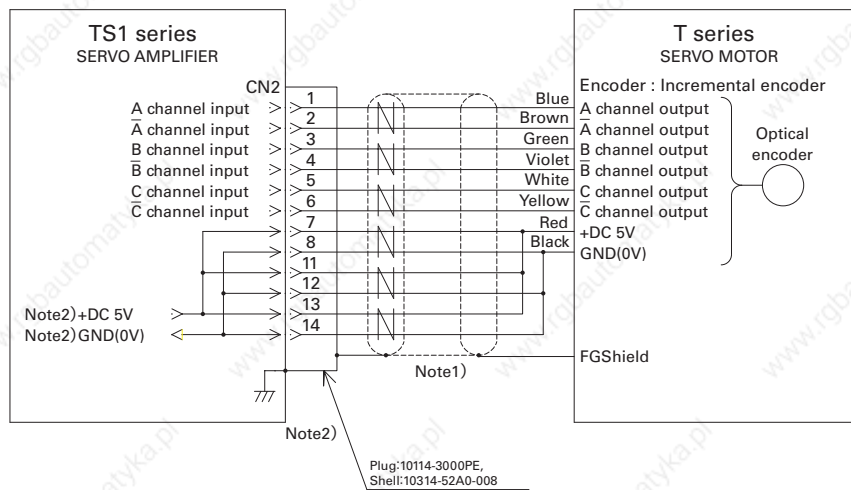 TS1 series
SERVO AMPLIFIER
T series
SERVO MOTOR
CN2
Encoder : Incremental encoder
A channel input
1
Blue
A channel output
A̅ channel input
2
Brown
A̅ channel output
B channel input
3
Green
B channel output
B̅ channel input
4
Violet
B̅ channel output
C channel input
5
White
C channel output
C̅ channel input
6
Yellow
C̅ channel output
Optical
encoder
7
Red
+DC 5V
8
Black
GND(0V)
11
12
13
14
Note2)+DC 5V
Note2)GND(0V)
Note1)
FGShield
Note2)
Plug:10114-3000PE,
Shell:10314-52A0-008
www.rgbautomatyka.pl